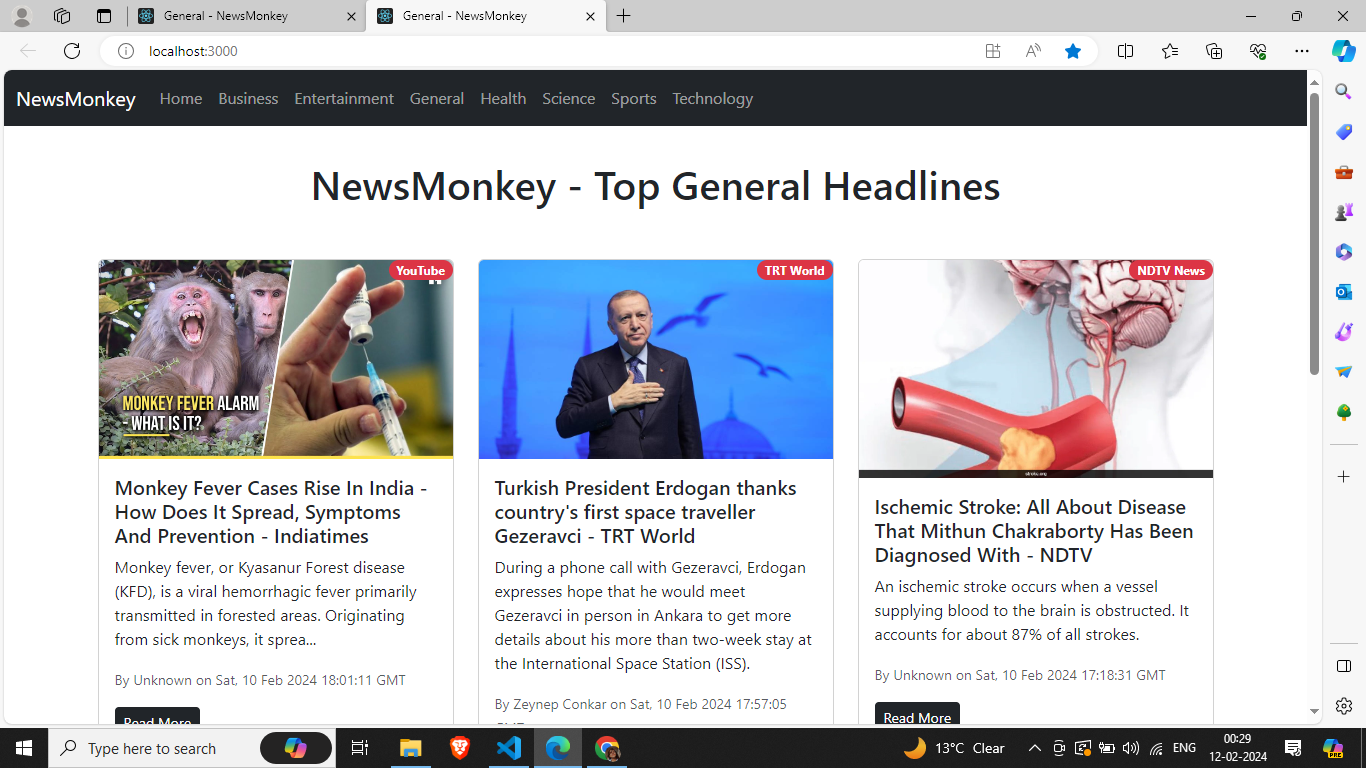 General - NewsMonkey
General - NewsMonkey
localhost:3000
NewsMonkey Home Business Entertainment General Health Science Sports Technology
NewsMonkey - Top General Headlines
YouTube
MONKEY FEVER ALARM
- WHAT IS IT?
Monkey Fever Cases Rise In India -
How Does It Spread, Symptoms
And Prevention - Indiatimes
Monkey fever, or Kyasanur Forest disease
(KFD), is a viral hemorrhagic fever primarily
transmitted in forested areas. Originating
from sick monkeys, it sprea...
By Unknown on Sat, 10 Feb 2024 18:01:11 GMT
Read More
TRT World
Turkish President Erdogan thanks
country's first space traveller
Gezeravci - TRT World
During a phone call with Gezeravci, Erdogan
expresses hope that he would meet
Gezeravci in person in Ankara to get more
details about his more than two-week stay at
the International Space Station (ISS).
By Zeynep Conkar on Sat, 10 Feb 2024 17:57:05
GMT
NDTV News
stroke.org
Ischemic Stroke: All About Disease
That Mithun Chakraborty Has Been
Diagnosed With - NDTV
An ischemic stroke occurs when a vessel
supplying blood to the brain is obstructed. It
accounts for about 87% of all strokes.
By Unknown on Sat, 10 Feb 2024 17:18:31 GMT
Read More
Type here to search
13°C Clear
ENG
00:29
12-02-2024
PRE